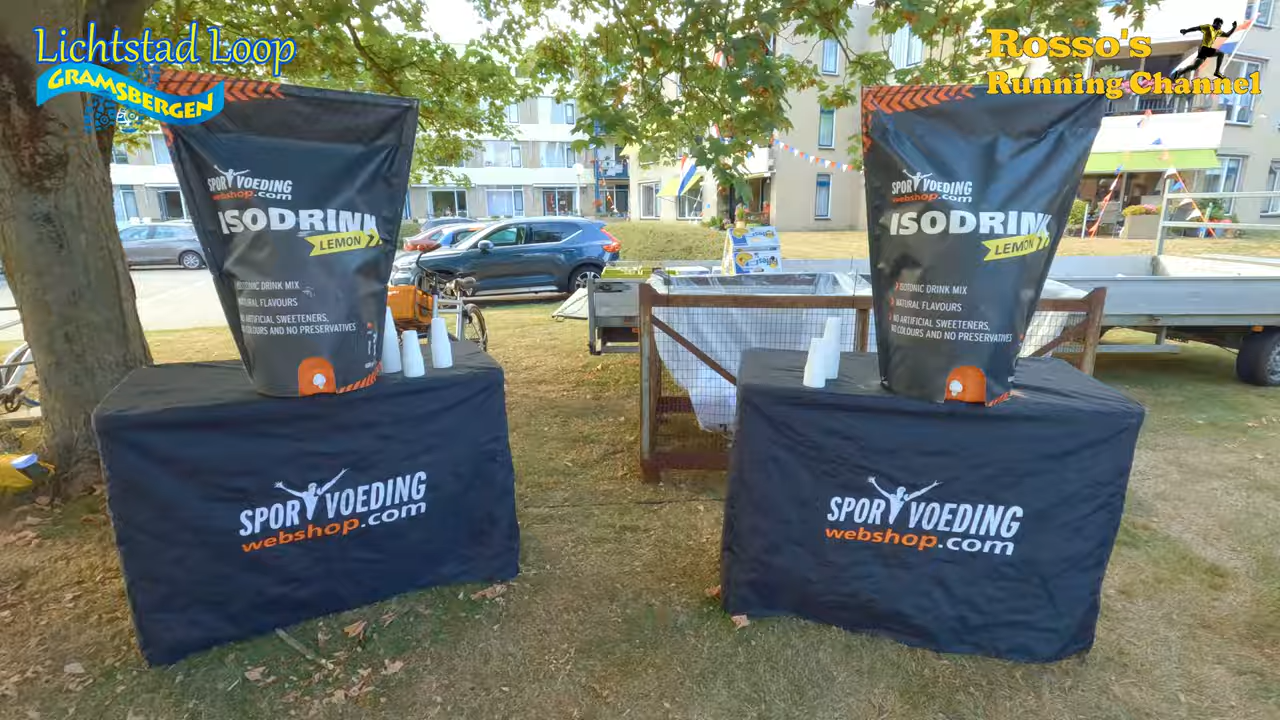 Lichtstad Loop
GRAMSBERGEN
Rosso's
Running Channel
SPORTVOEDING
webshop.com
ISODRINK
LEMON
ISOTONIC DRINK MIX
NATURAL FLAVOURS
NO ARTIFICIAL SWEETENERS,
NO COLOURS AND NO PRESERVATIVES
SPORTVOEDING
webshop.com
SPORTVOEDING
webshop.com
ISODRINK
LEMON
ISOTONIC DRINK MIX
NATURAL FLAVOURS
NO ARTIFICIAL SWEETENERS,
NO COLOURS AND NO PRESERVATIVES
SPORTVOEDING
webshop.com